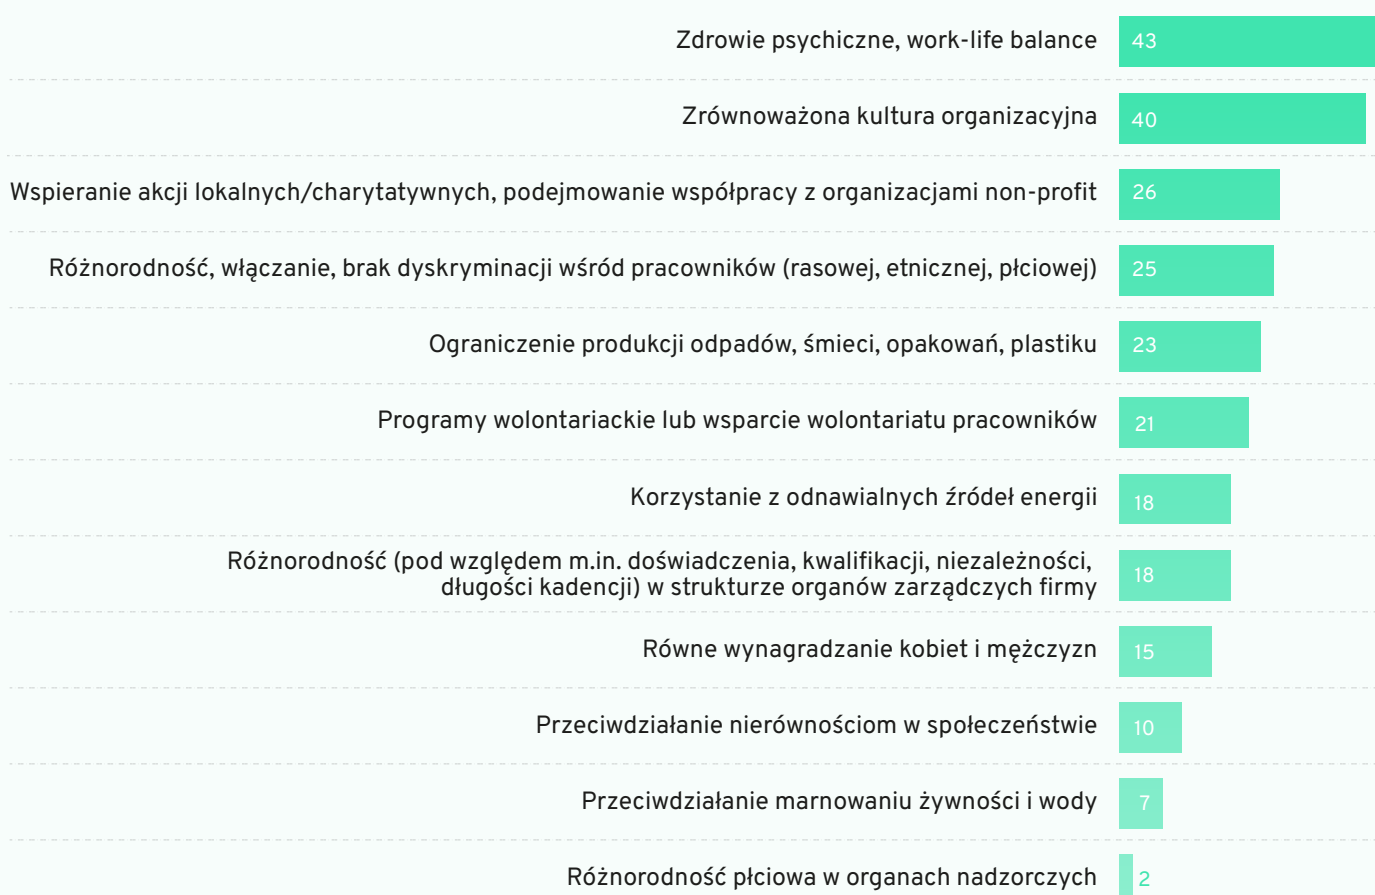 Zdrowie psychiczne, work-life balance 43
Zrównoważona kultura organizacyjna 40
Wspieranie akcji lokalnych/charytatywnych, podejmowanie współpracy z organizacjami non-profit 26
Różnorodność, włączanie, brak dyskryminacji wśród pracowników (rasowej, etnicznej, płciowej) 25
Ograniczenie produkcji odpadów, śmieci, opakowań, plastiku 23
Programy wolontariackie lub wsparcie wolontariatu pracowników 21
Korzystanie z odnawialnych źródeł energii 18
Różnorodność (pod względem m.in. doświadczenia, kwalifikacji, niezależności,
długości kadencji) w strukturze organów zarządczych firmy 18
Równe wynagradzanie kobiet i mężczyzn 15
Przeciwdziałanie nierównościom w społeczeństwie 10
Przeciwdziałanie marnowaniu żywności i wody 7
Różnorodność płciowa w organach nadzorczych 2